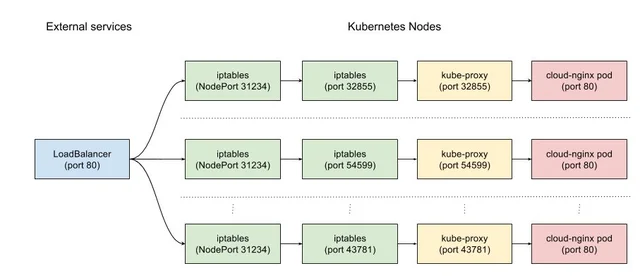 External services
Kubernetes Nodes
iptables
(NodePort 31234)
iptables
(port 32855)
kube-proxy
(port 32855)
cloud-nginx pod
(port 80)
LoadBalancer
(port 80)
iptables
(NodePort 31234)
iptables
(port 54599)
kube-proxy
(port 54599)
cloud-nginx pod
(port 80)
iptables
(NodePort 31234)
iptables
(port 43781)
kube-proxy
(port 43781)
cloud-nginx pod
(port 80)